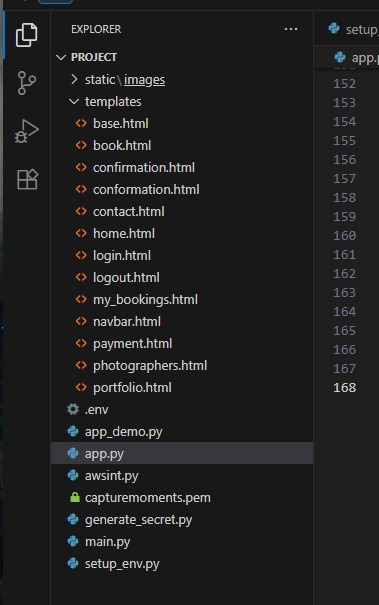 EXPLORER
...
setup_
PROJECT
app.p
static\images
templates
base.html
book.html
confirmation.html
conformation.html
contact.html
home.html
login.html
logout.html
my_bookings.html
navbar.html
payment.html
photographers.html
portfolio.html
.env
app_demo.py
app.py
awsint.py
capturemoments.pem
generate_secret.py
main.py
setup_env.py
152
153
154
155
156
157
158
159
160
161
162
163
164
165
166
167
168